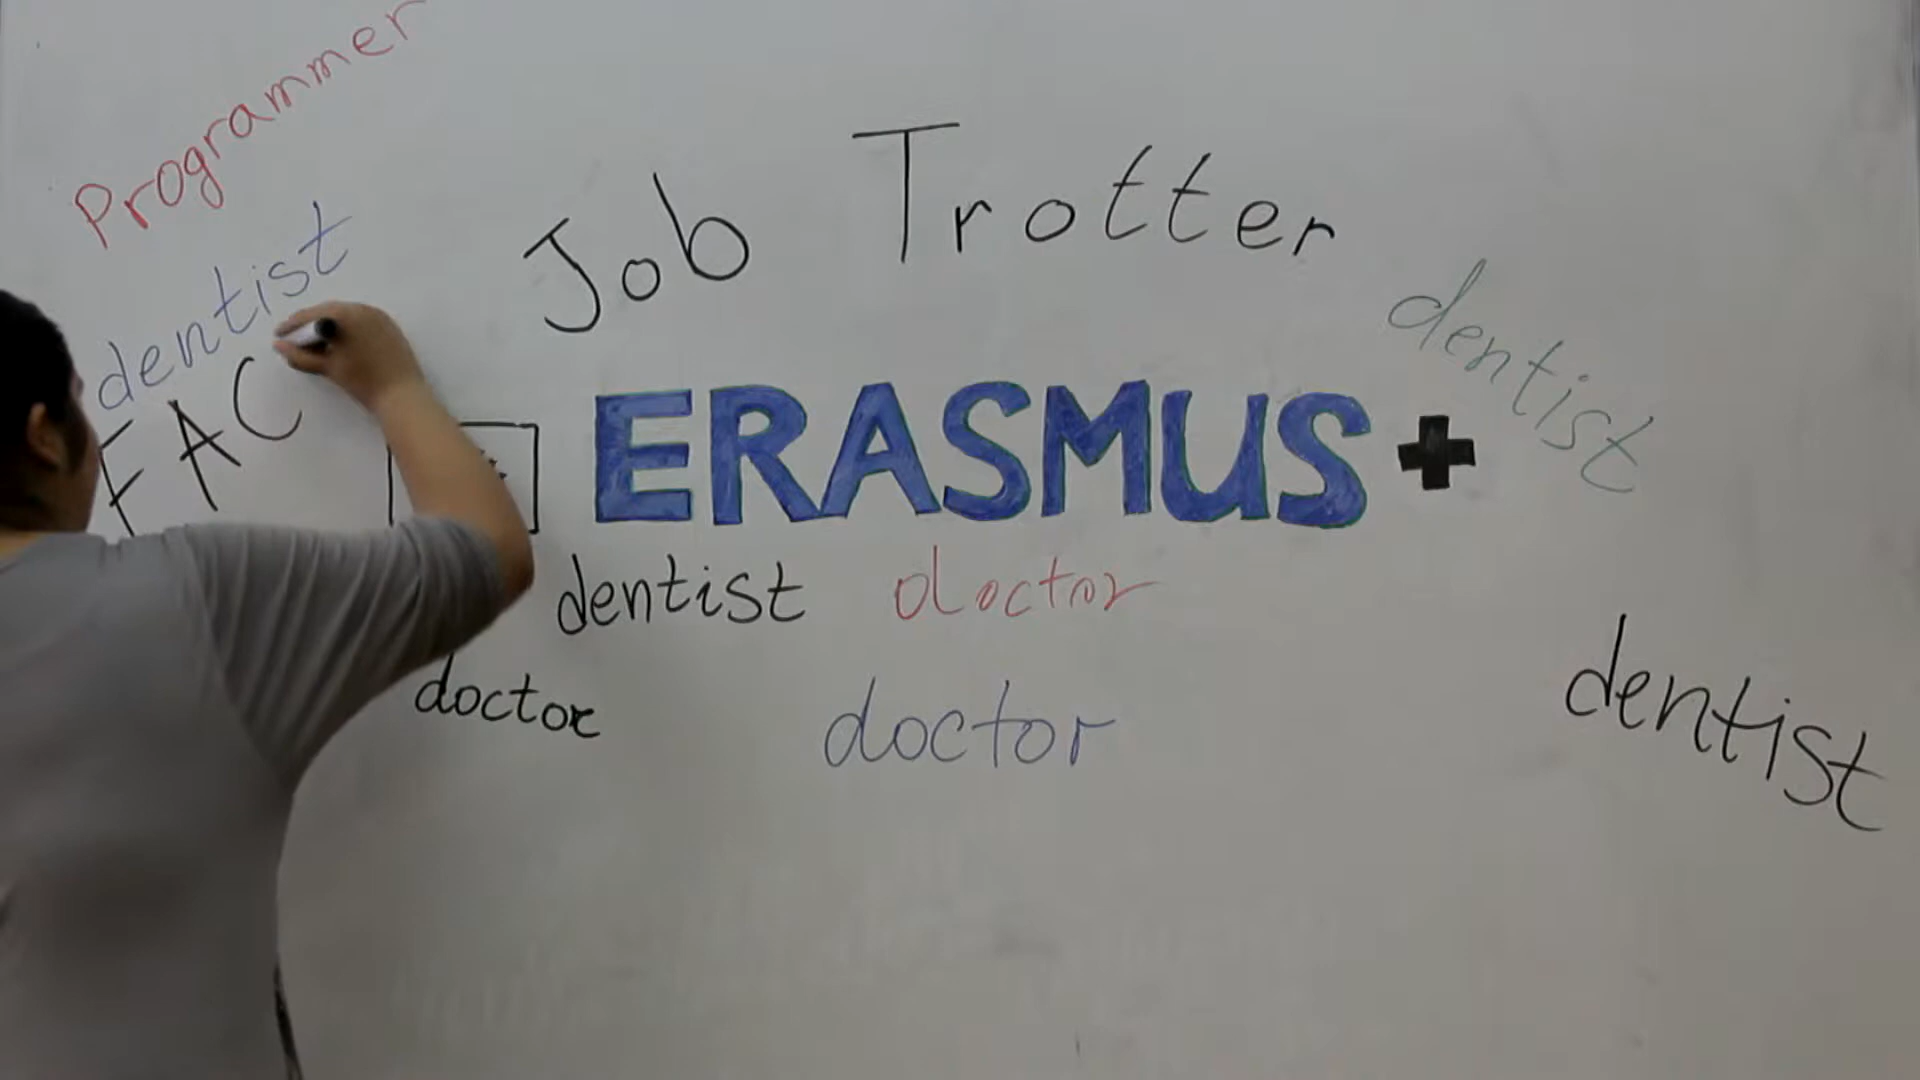 Programmer
Job Trotter
dentist
dentist
FAC
ERASMUS+
dentist doctor
dentist
doctor
doctor